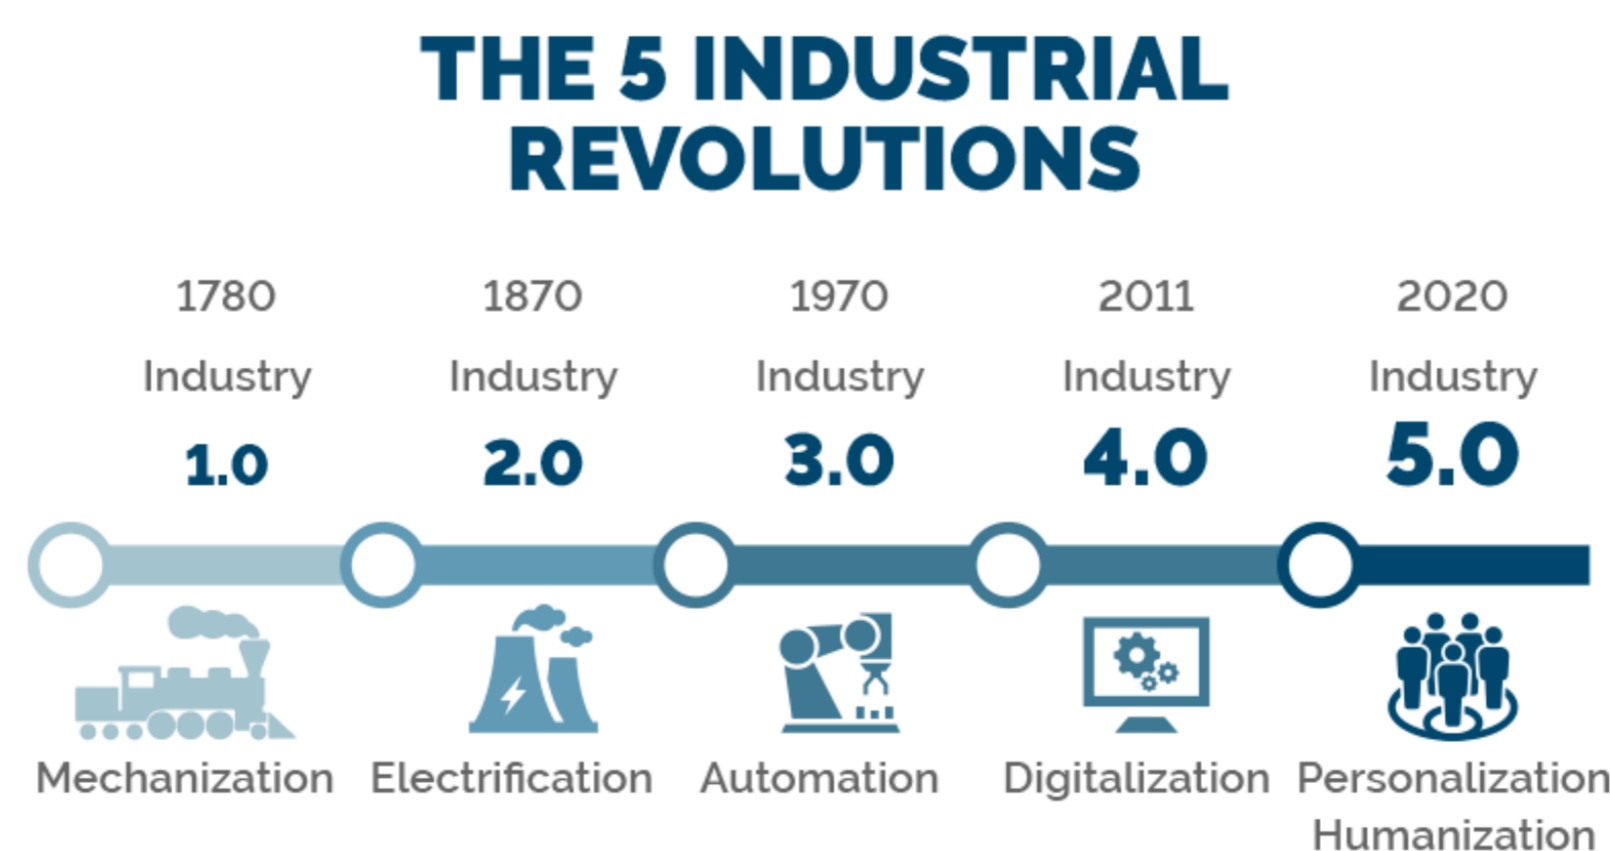 THE 5 INDUSTRIAL
REVOLUTIONS
1780
Industry
1.0
Mechanization
1870
Industry
2.0
Electrification
1970
Industry
3.0
Automation
2011
Industry
4.0
Digitalization
2020
Industry
5.0
Personalization
Humanization